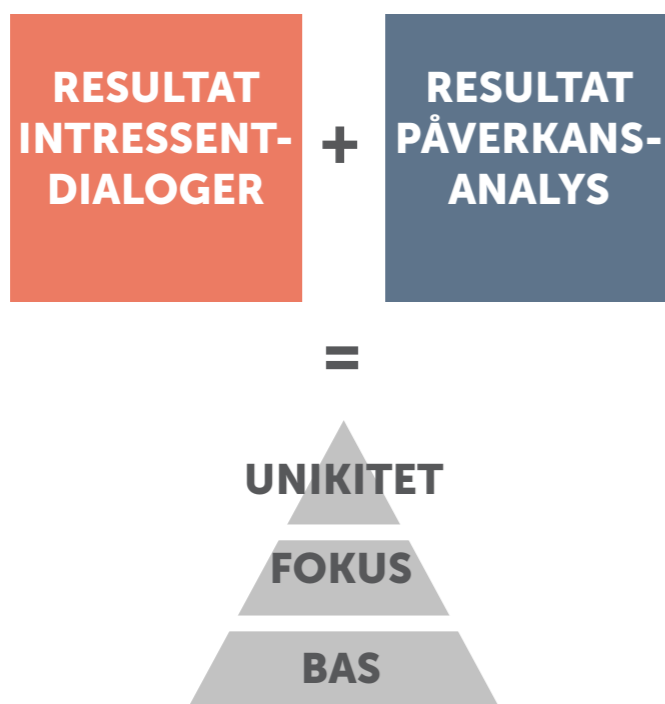 RESULTAT
INTRESSENT-
DIALOGER
+
RESULTAT
PÅVERKANS-
ANALYS
=
UNIKITET
FOKUS
BAS